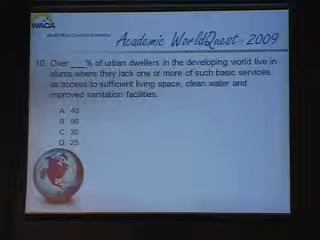 WACA
Academic WorldQuest - 2009
10. Over ___% of urban dwellers in the developing world live in
slums where they lack one or more of such basic services
as access to sufficient living space, clean water and
improved sanitation facilities.
A. 40
B. 90
C. 30
D. 25